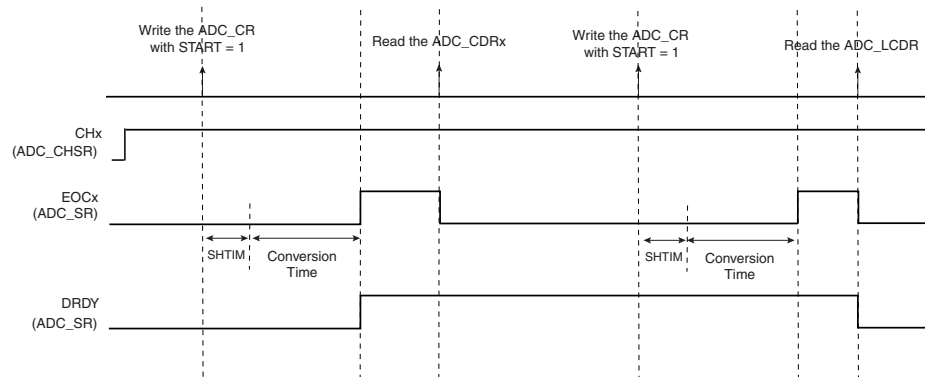 Write the ADC_CR
with START = 1
Read the ADC_CDRx
Write the ADC_CR
with START = 1
Read the ADC_LCDR
CHx
(ADC_CHSR)
EOCx
(ADC_SR)
SHTIM
Conversion
Time
SHTIM
Conversion
Time
DRDY
(ADC_SR)